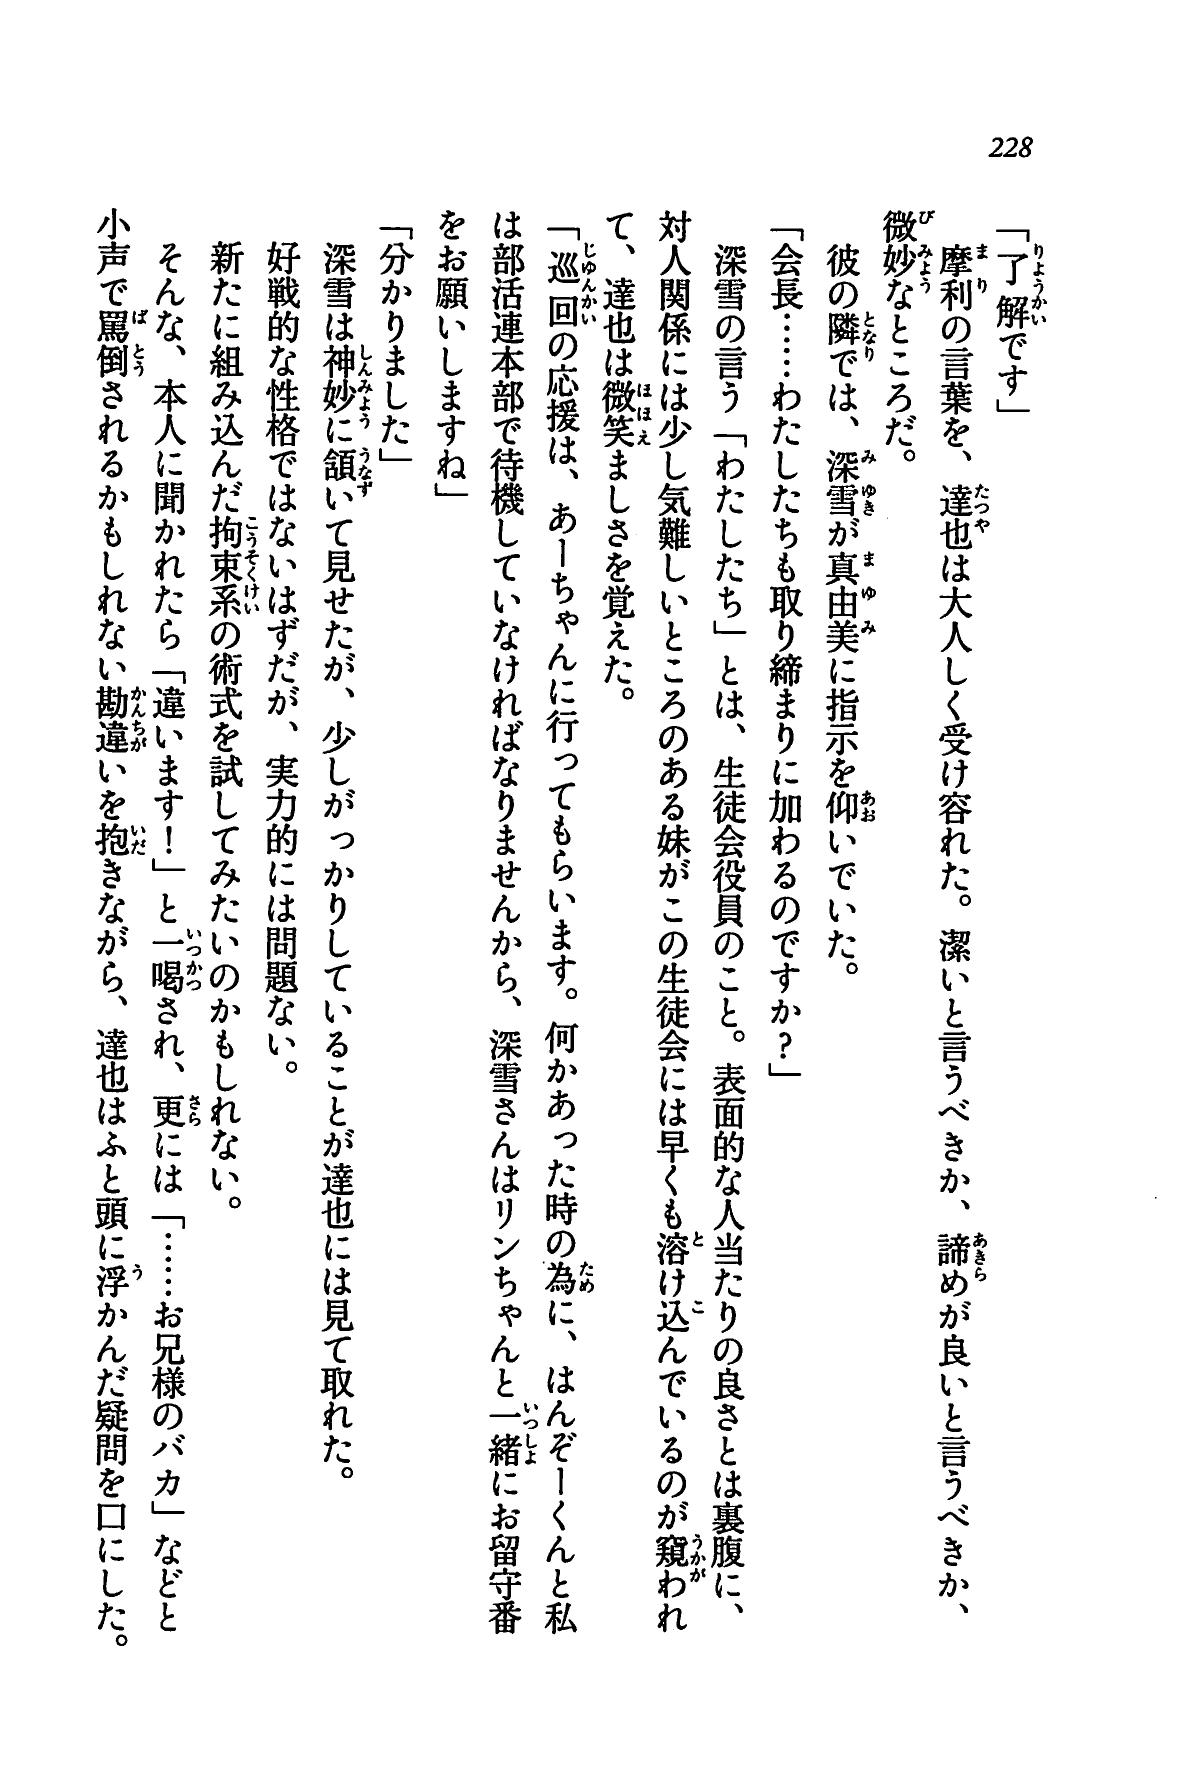 228
「了解です」
摩利の言葉を、達也は大人しく受け容れた。潔いと言うべきか、諦めが良いと言うべきか、
微妙なところだ。
彼の隣では、深雪が真由美に指示を仰いでいた。
「会長……わたしたちも取り締まりに加わるのですか？」
深雪の言う「わたしたち」とは、生徒会役員のこと。表面的な人当たりの良さとは裏腹に、
対人関係には少し気難しいところのある妹がこの生徒会には早くも溶け込んでいるのが窺われ
て、達也は微笑ましさを覚えた。
「巡回の応援は、あーちゃんに行ってもらいます。何かあった時の為に、はんぞーくんと私
は部活連本部で待機していなければなりませんから、深雪さんはリンちゃんと一緒にお留守番
をお願いしますね」
「分かりました」
深雪は神妙に頷いて見せたが、少しがっかりしていることが達也には見て取れた。
好戦的な性格ではないはずだが、実力的には問題ない。
新たに組み込んだ拘束系の術式を試してみたいのかもしれない。
そんな、本人に聞かれたら「違います！」と一喝され、更には「……お兄様のバカ」などと
小声で罵倒されるかもしれない勘違いを抱きながら、達也はふと頭に浮かんだ疑問を口にした。